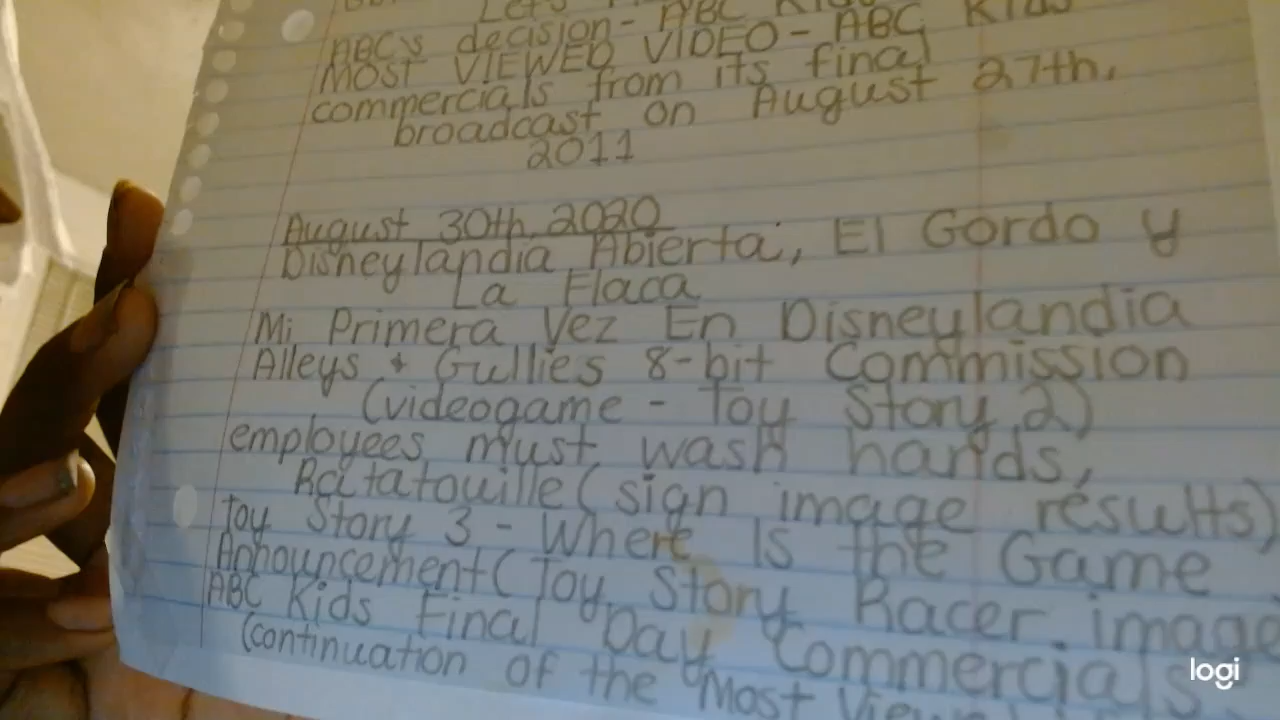 Let's
ABC's decision- ABC Kids
MOST VIEWED VIDEO- ABC Kids
commercials from its final
broadcast on August 27th,
2011
August 30th, 2020
Disneylandia Abierta, El Gordo y
La Flaca
Mi Primera Vez En Disneylandia
Alleys & Gullies 8-bit Commission
(videogame - Toy Story 2)
employees must wash hands,
Ratatouille (sign image results)
Toy Story 3 - Where Is the Game
Announcement (Toy Story Racer image
ABC Kids Final Day Commercials
(continuation of the "Most
logi